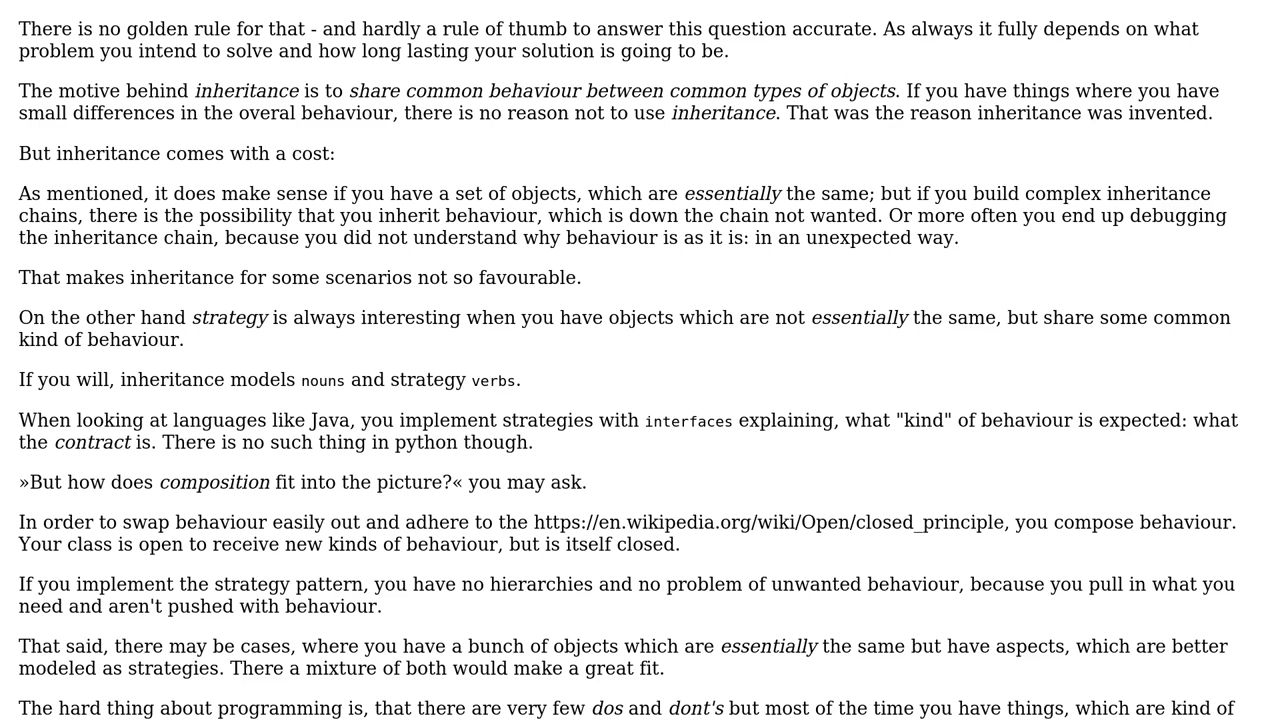 There is no golden rule for that - and hardly a rule of thumb to answer this question accurate. As always it fully depends on what
problem you intend to solve and how long lasting your solution is going to be.
The motive behind inheritance is to share common behaviour between common types of objects. If you have things where you have
small differences in the overal behaviour, there is no reason not to use inheritance. That was the reason inheritance was invented.
But inheritance comes with a cost:
As mentioned, it does make sense if you have a set of objects, which are essentially the same; but if you build complex inheritance
chains, there is the possibility that you inherit behaviour, which is down the chain not wanted. Or more often you end up debugging
the inheritance chain, because you did not understand why behaviour is as it is: in an unexpected way.
That makes inheritance for some scenarios not so favourable.
On the other hand strategy is always interesting when you have objects which are not essentially the same, but share some common
kind of behaviour.
If you will, inheritance models nouns and strategy verbs.
When looking at languages like Java, you implement strategies with interfaces explaining, what "kind" of behaviour is expected: what
the contract is. There is no such thing in python though.
»But how does composition fit into the picture?« you may ask.
In order to swap behaviour easily out and adhere to the https://en.wikipedia.org/wiki/Open/closed_principle, you compose behaviour.
Your class is open to receive new kinds of behaviour, but is itself closed.
If you implement the strategy pattern, you have no hierarchies and no problem of unwanted behaviour, because you pull in what you
need and aren't pushed with behaviour.
That said, there may be cases, where you have a bunch of objects which are essentially the same but have aspects, which are better
modeled as strategies. There a mixture of both would make a great fit.
The hard thing about programming is, that there are very few dos and dont's but most of the time you have things, which are kind of